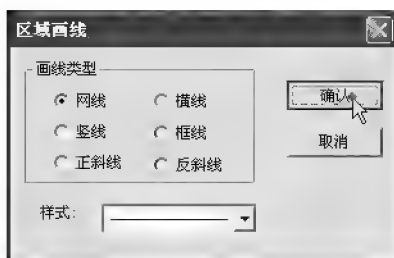 区域画线
画线类型
网线 横线 确认
竖线 框线 取消
正斜线 反斜线
样式: